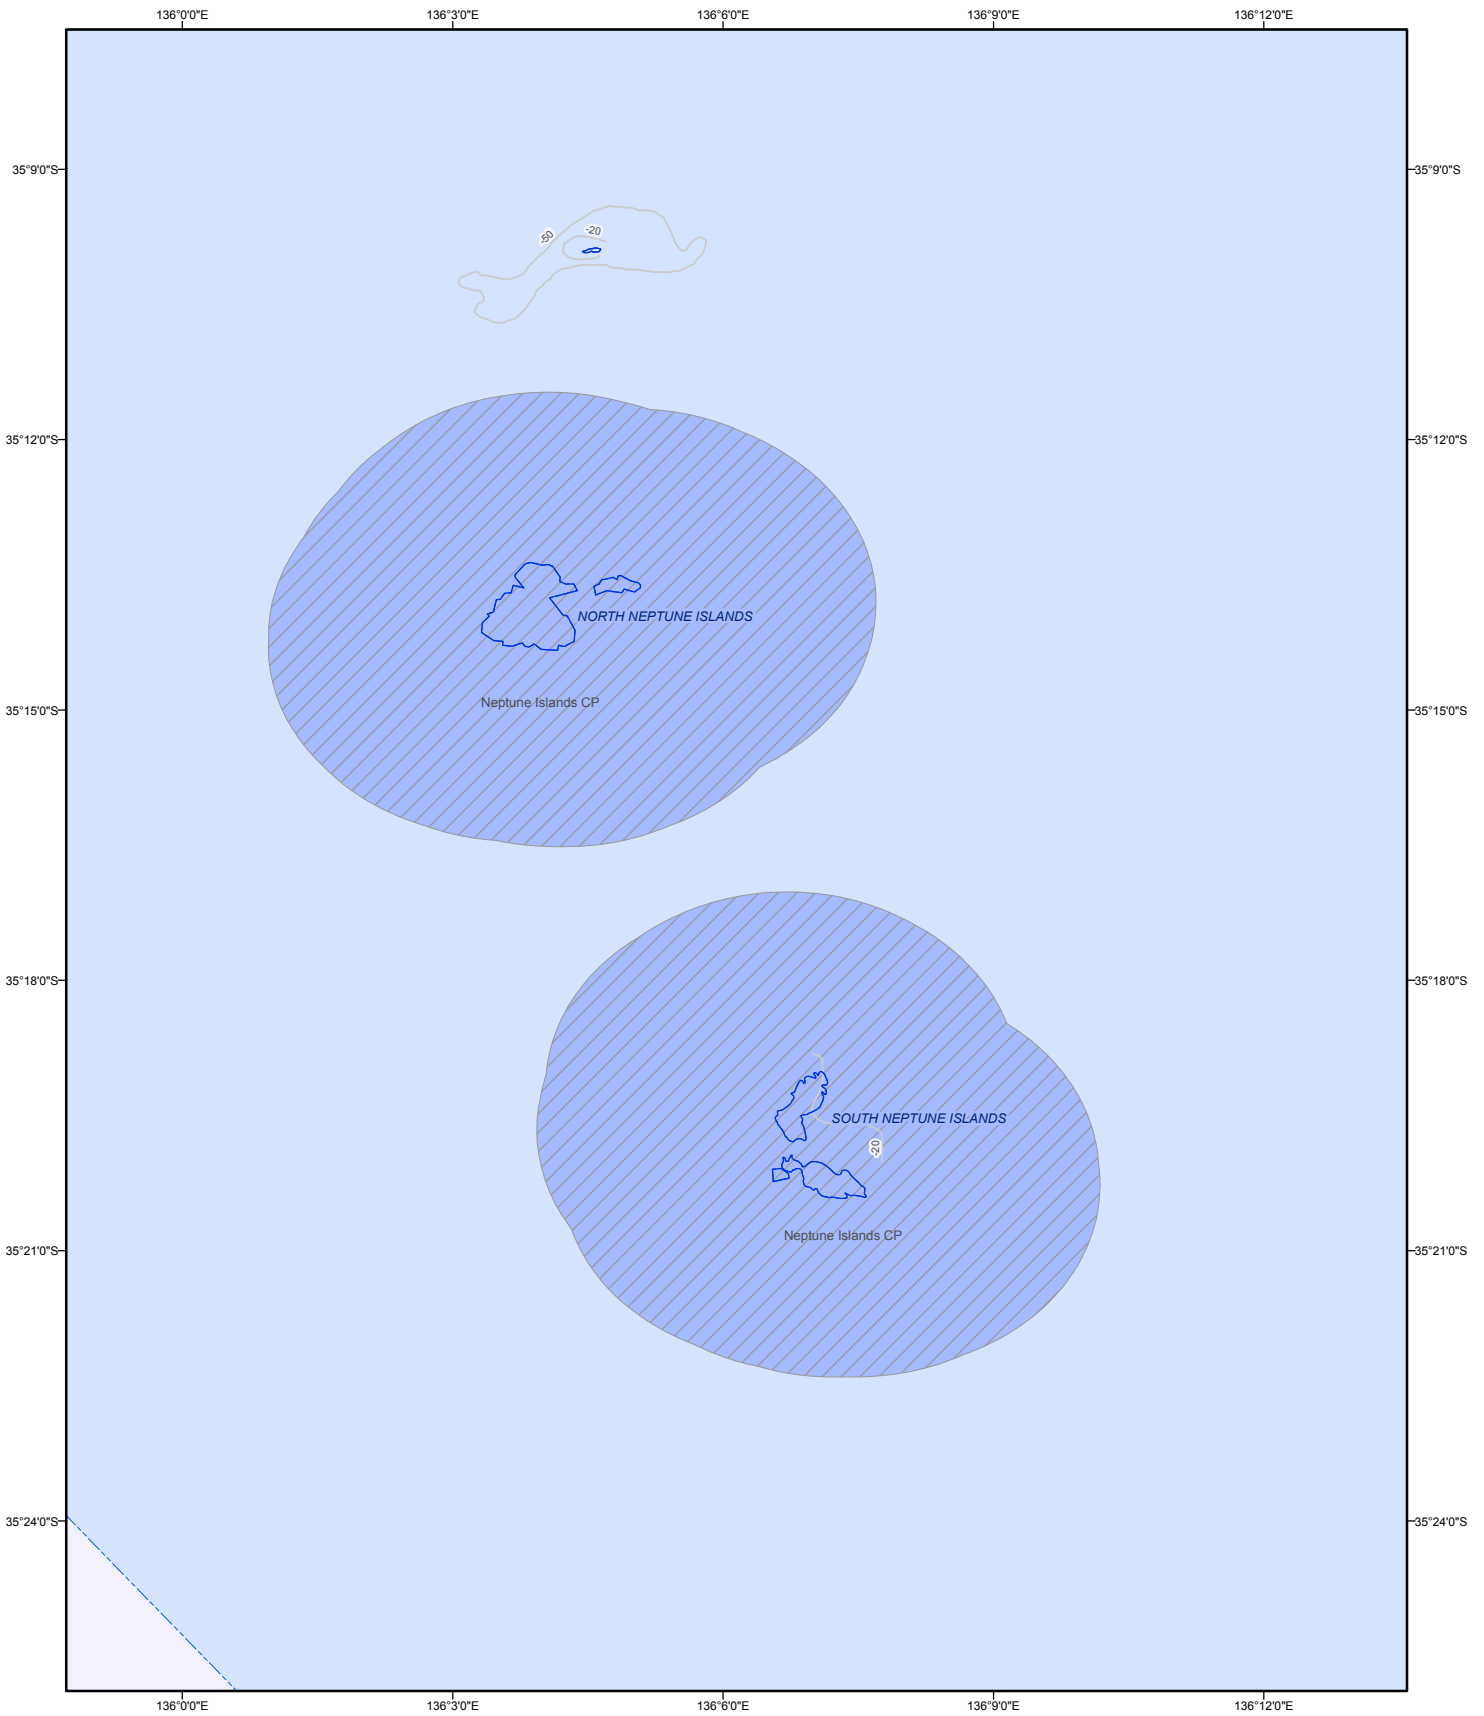 136°0'0"E 136°3'0"E 136°6'0"E 136°9'0"E 136°12'0"E
35°9'0"S 35°9'0"S
-50 -20
35°12'0"S 35°12'0"S
NORTH NEPTUNE ISLANDS
Neptune Islands CP
35°15'0"S 35°15'0"S
35°18'0"S 35°18'0"S
SOUTH NEPTUNE ISLANDS
-20
Neptune Islands CP
35°21'0"S 35°21'0"S
35°24'0"S 35°24'0"S
136°0'0"E 136°3'0"E 136°6'0"E 136°9'0"E 136°12'0"E